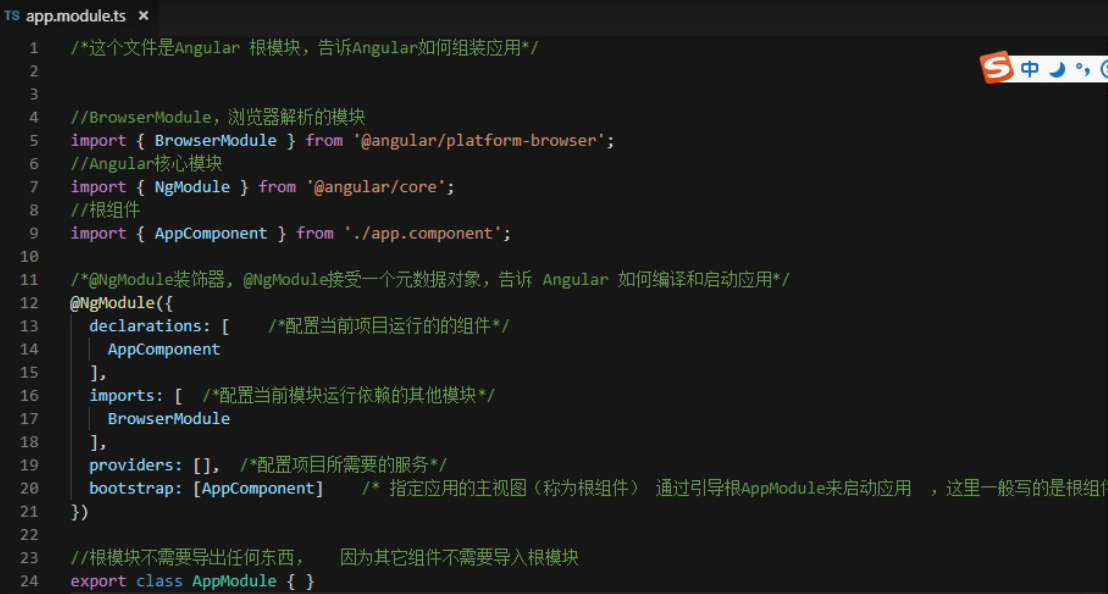 TS app.module.ts ×
1 /*这个文件是Angular 根模块，告诉Angular如何组装应用*/
2
3
4 //BrowserModule，浏览器解析的模块
5 import { BrowserModule } from '@angular/platform-browser';
6 //Angular核心模块
7 import { NgModule } from '@angular/core';
8 //根组件
9 import { AppComponent } from './app.component';
10
11 /*@NgModule装饰器, @NgModule接受一个元数据对象，告诉 Angular 如何编译和启动应用*/
12 @NgModule({
13 declarations: [    /*配置当前项目运行的的组件*/
14 AppComponent
15 ],
16 imports: [  /*配置当前模块运行依赖的其他模块*/
17 BrowserModule
18 ],
19 providers: [],  /*配置项目所需要的服务*/
20 bootstrap: [AppComponent]    /* 指定应用的主视图（称为根组件） 通过引导根AppModule来启动应用  ，这里一般写的是根组件
21 })
22
23 //根模块不需要导出任何东西，   因为其它组件不需要导入根模块
24 export class AppModule { }
S 中